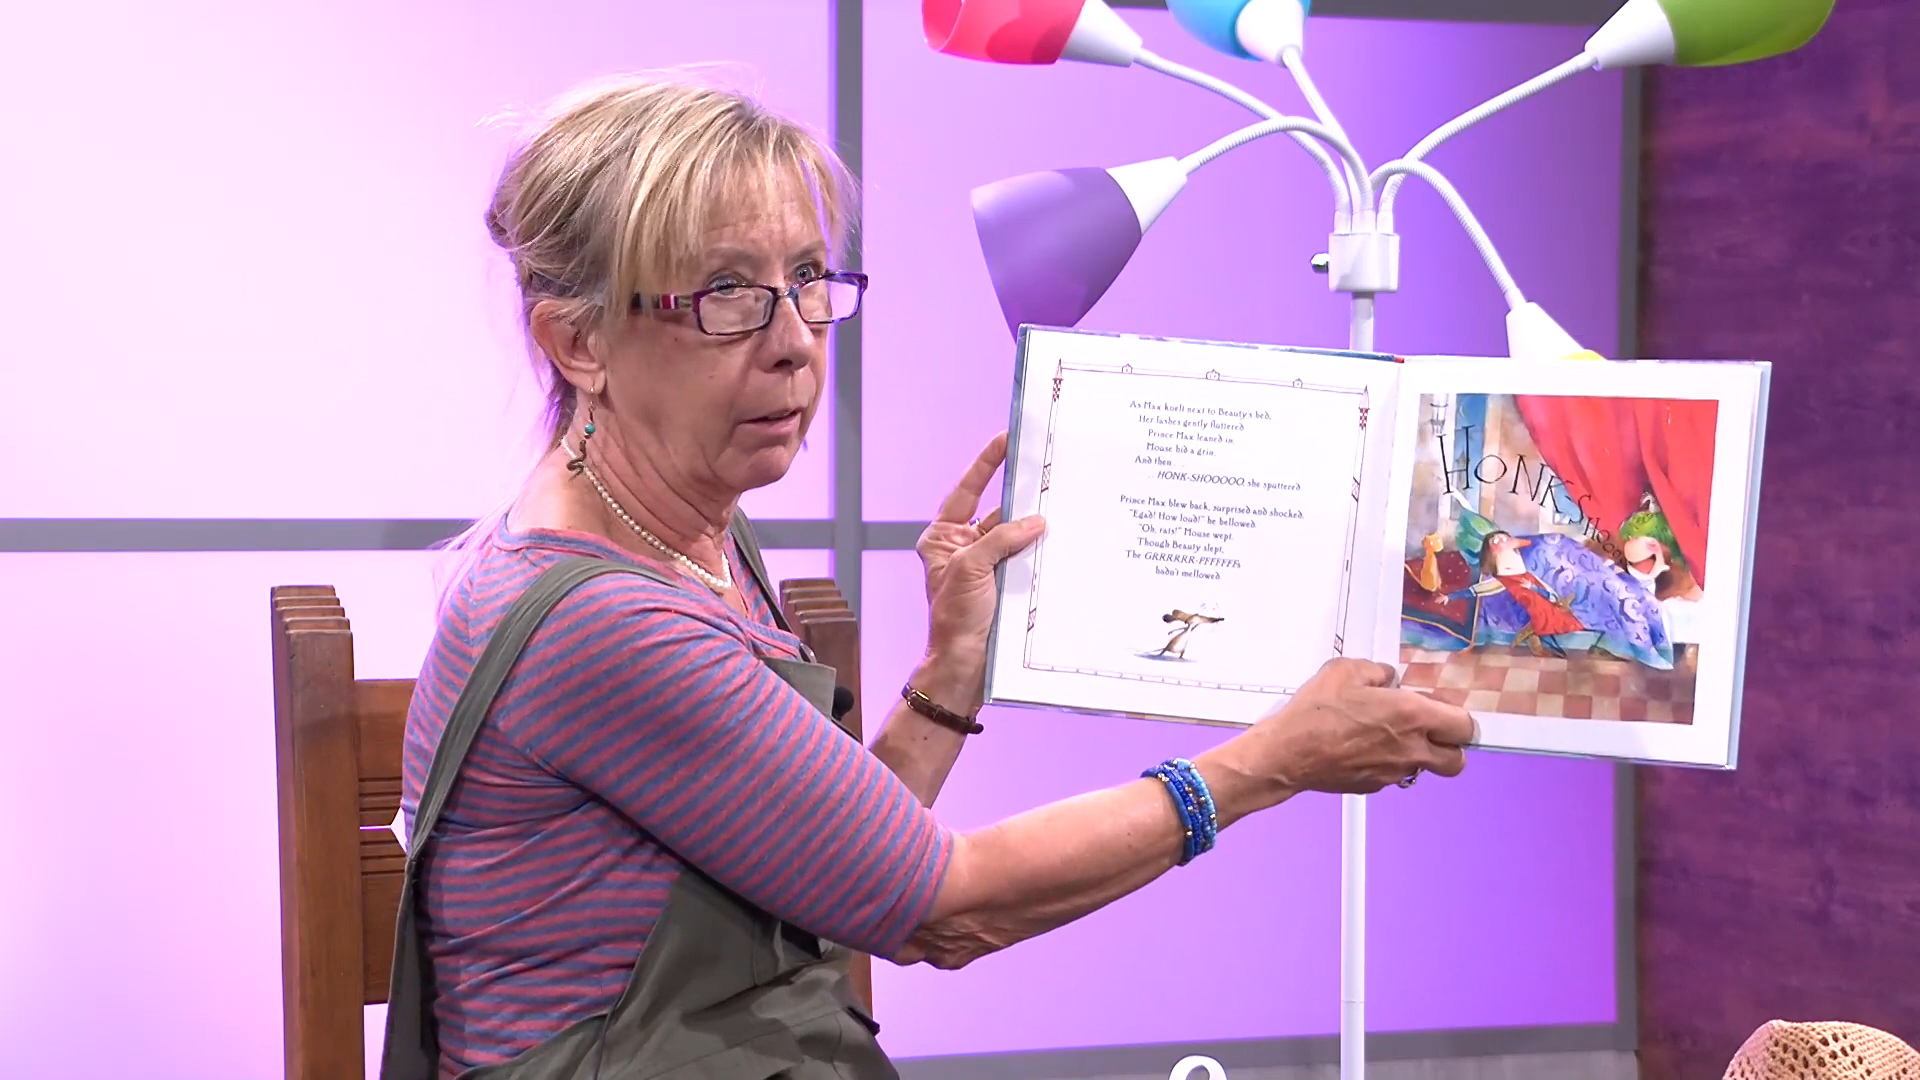 As Max knelt next to Beauty's bed,
Her lashes gently fluttered
Prince Max leaned in.
Mouse hid a grin.
And then . . .
. . . HONK-SHOOOOO, she sputtered.
Prince Max blew back, surprised and shocked.
"Egad! How loud!" he bellowed.
"Oh, rats!" Mouse wept.
Though Beauty slept,
The GRRRRRR-FFFFFFFs
hadn't mellowed
HONK-SHOOO